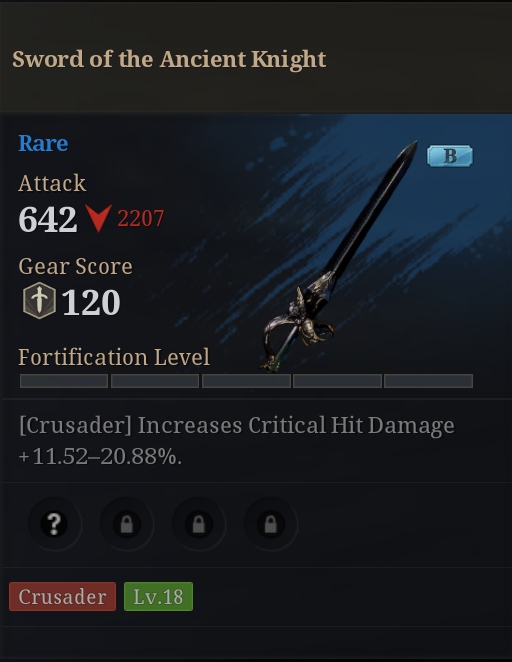 Sword of the Ancient Knight
Rare
B
Attack
642 2207
Gear Score
120
Fortification Level
[Crusader] Increases Critical Hit Damage
+11.52–20.88%.
?
Crusader Lv.18